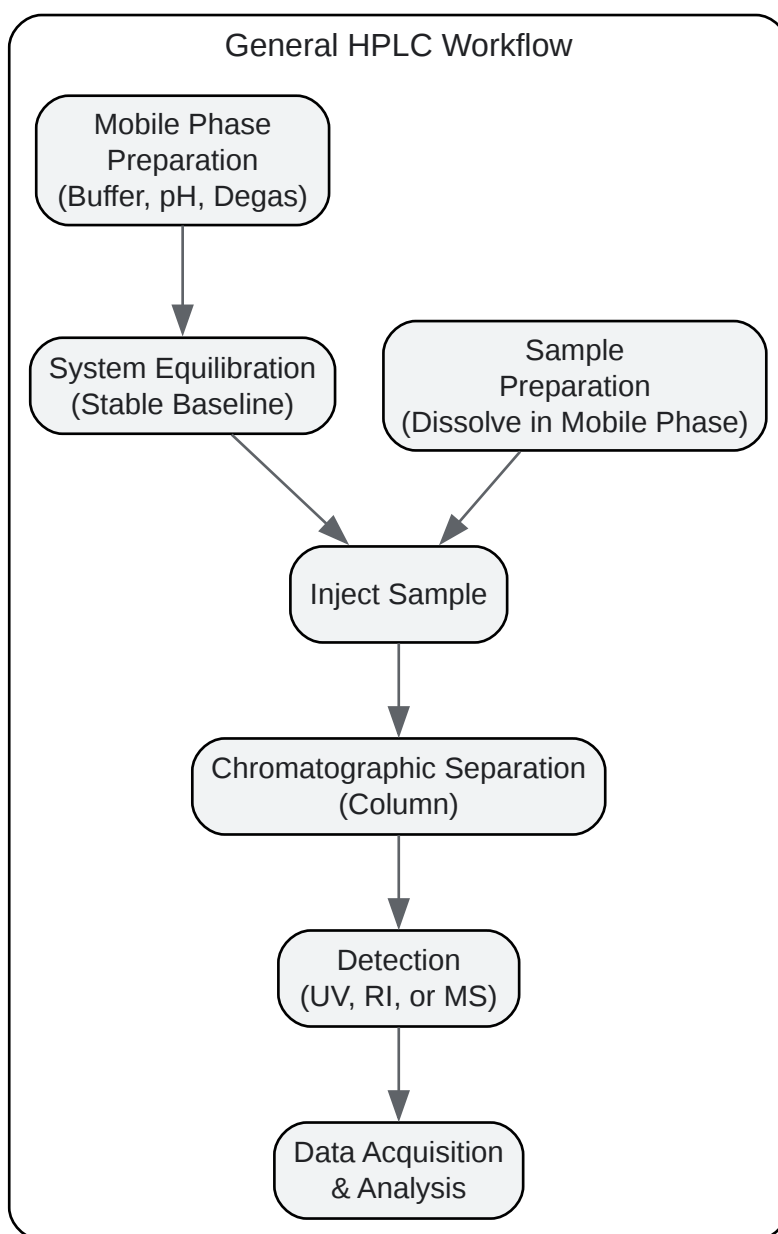 General HPLC Workflow
Mobile Phase
Preparation
(Buffer, pH, Degas)
System Equilibration
(Stable Baseline)
Sample
Preparation
(Dissolve in Mobile Phase)
Inject Sample
Chromatographic Separation
(Column)
Detection
(UV, RI, or MS)
Data Acquisition
& Analysis